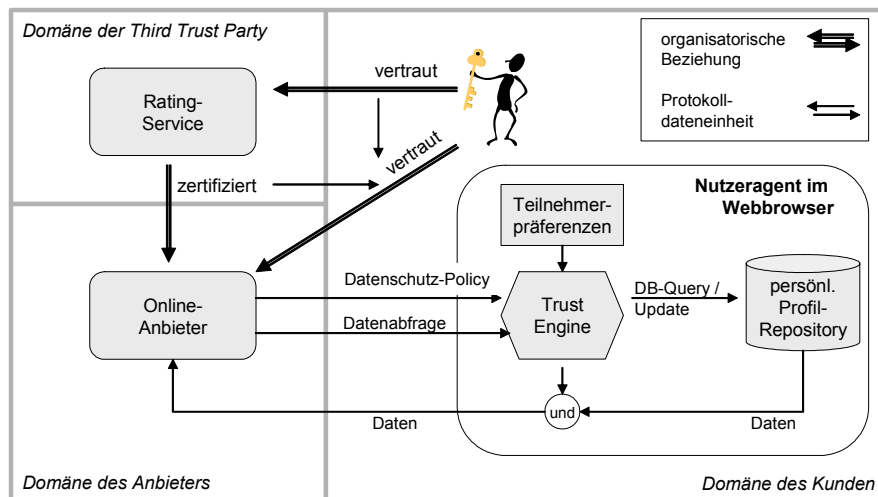 Domäne der Third Trust Party
Rating-
Service
vertraut
vertraut
zertifiziert
organisatorische
Beziehung
Protokoll-
dateneinheit
Nutzeragent im
Webbrowser
Teilnehmer-
präferenzen
Online-
Anbieter
Datenschutz-Policy
Datenabfrage
Trust
Engine
DB-Query /
Update
persönl.
Profil-
Repository
Daten
und
Daten
Domäne des Anbieters
Domäne des Kunden